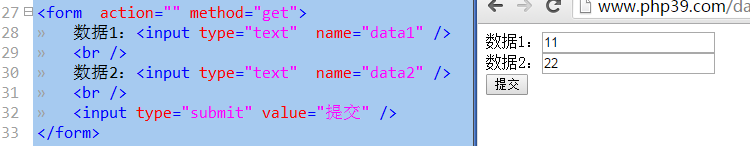 27 <form  action="" method="get">
28 » 数据1: <input type="text"  name="data1" />
29 » <br />
30 » 数据2: <input type="text"  name="data2" />
31 » <br />
32 » <input type="submit" value="提交" />
33 </form>
www.php39.com/da
数据1: 11
数据2: 22
提交